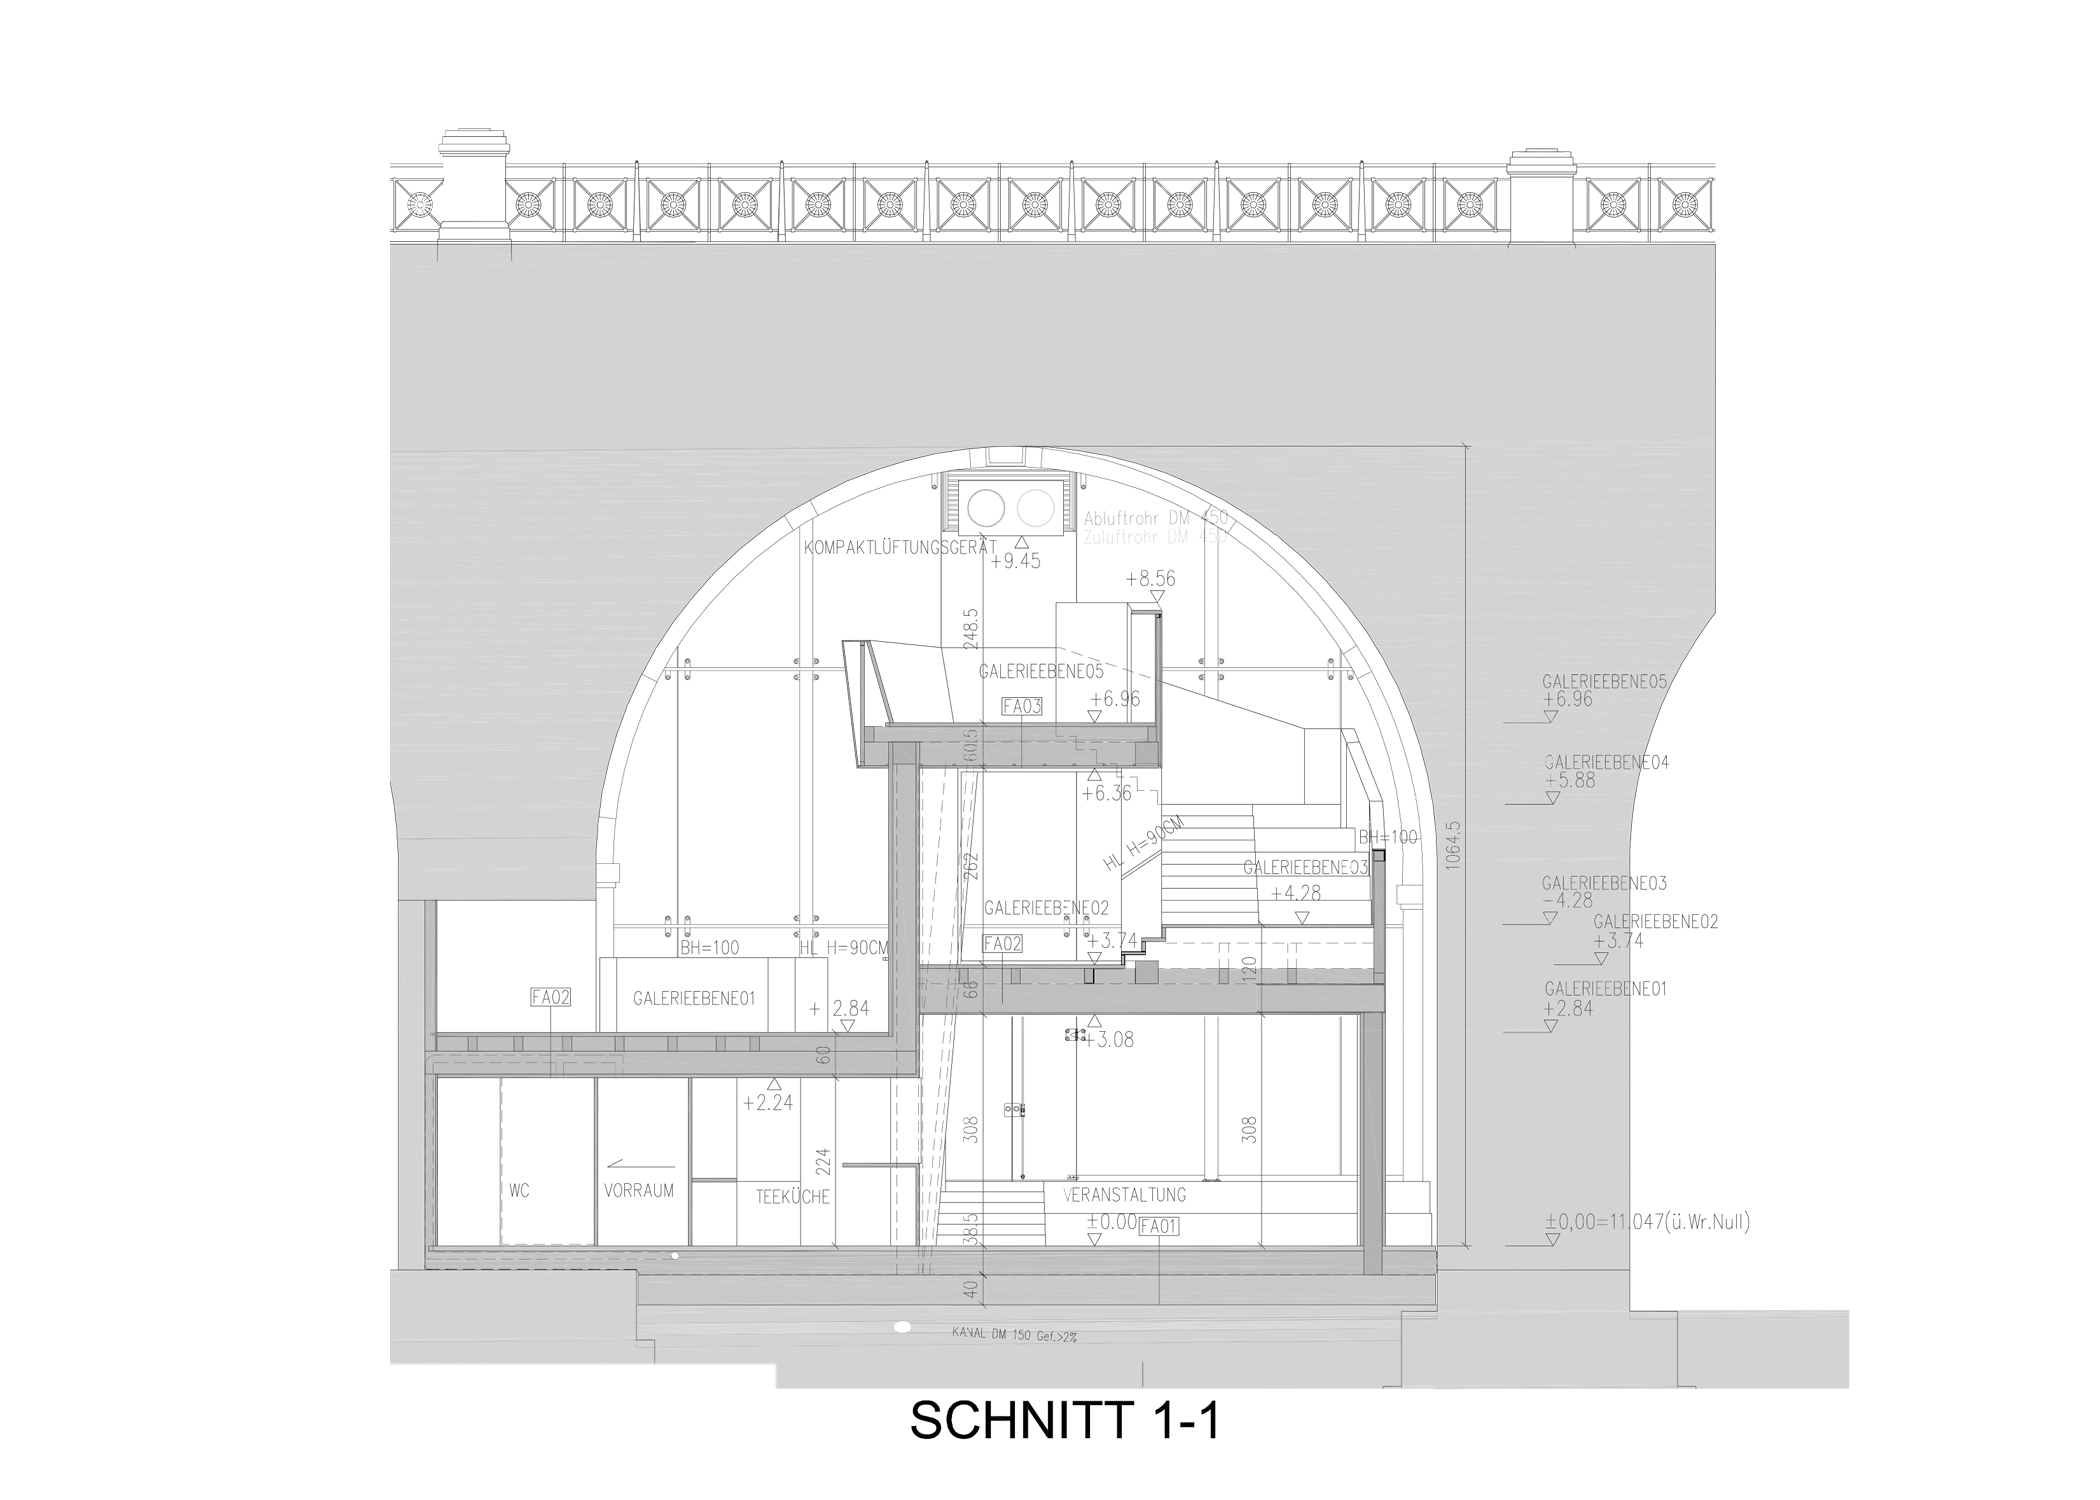 Abluftrohr DM 450
Zuluftrohr DM 450
KOMPAKTLÜFTUNGSGERÄT
+9.45
+8.56
248.5
GALERIEEBENE05
FA03
+6.96
60.5
+6.36
262
HL H=90CM
BH=100
GALERIEEBENE03
+4.28
GALERIEEBENE02
FA02
+3.74
BH=100
HL H=90CM
120
66
FA02
GALERIEEBENE01
+ 2.84
+3.08
60
+2.24
308
308
224
WC
VORRAUM
TEEKÜCHE
VERANSTALTUNG
±0.00
FA01
38.5
40
KANAL DM 150 Gef.>2%
1064.5
GALERIEEBENE05
+6.96
GALERIEEBENE04
+5.88
GALERIEEBENE03
-4.28
GALERIEEBENE02
+3.74
GALERIEEBENE01
+2.84
±0,00=11.047(ü.Wr.Null)
SCHNITT 1-1